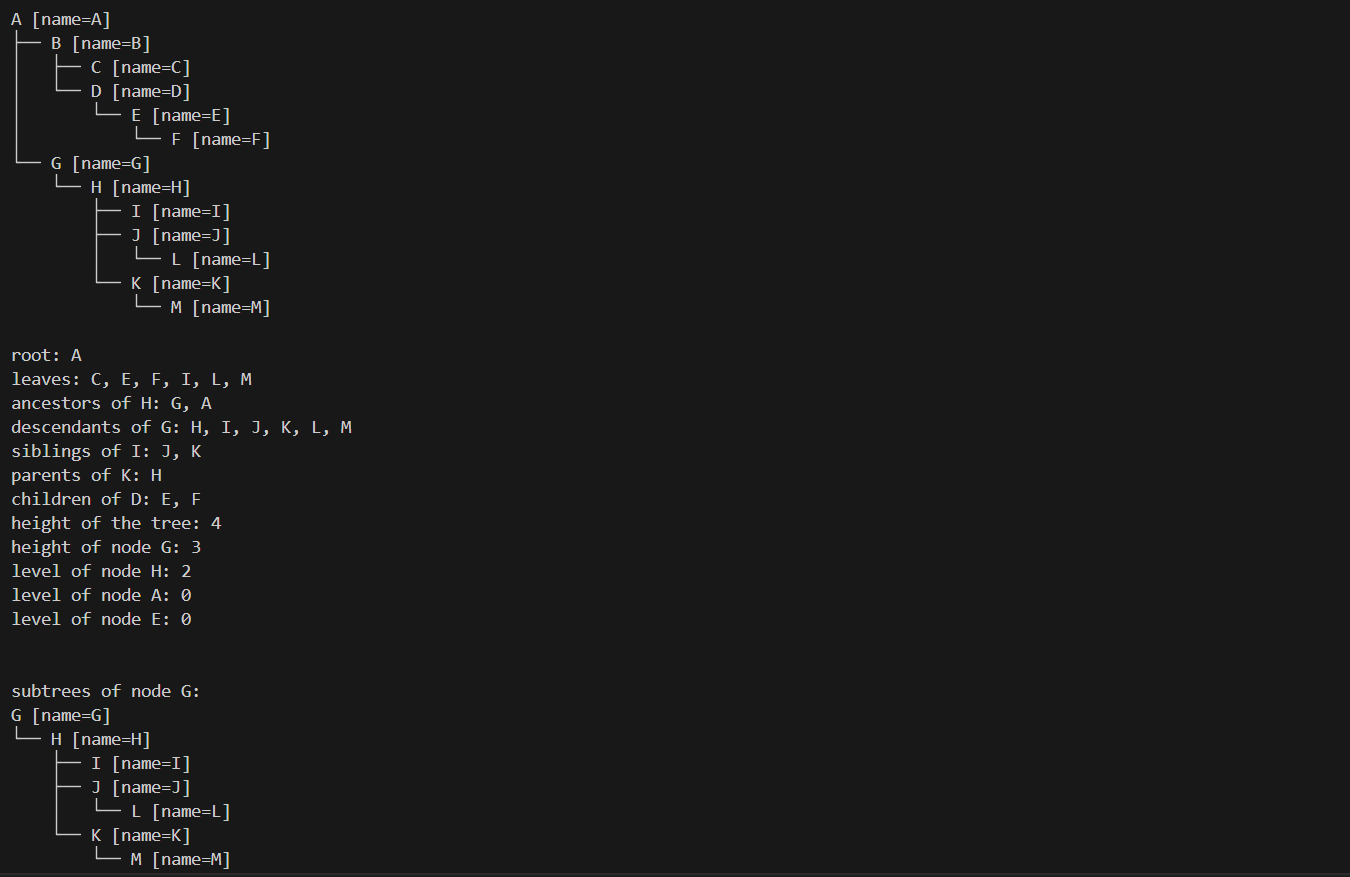 A [name=A]
├── B [name=B]
│   ├── C [name=C]
│   └── D [name=D]
│       └── E [name=E]
│           └── F [name=F]
└── G [name=G]
    └── H [name=H]
        ├── I [name=I]
        ├── J [name=J]
        │   └── L [name=L]
        └── K [name=K]
            └── M [name=M]

root: A
leaves: C, E, F, I, L, M
ancestors of H: G, A
descendants of G: H, I, J, K, L, M
siblings of I: J, K
parents of K: H
children of D: E, F
height of the tree: 4
height of node G: 3
level of node H: 2
level of node A: 0
level of node E: 0

subtrees of node G:
G [name=G]
└── H [name=H]
    ├── I [name=I]
    ├── J [name=J]
    │   └── L [name=L]
    └── K [name=K]
        └── M [name=M]